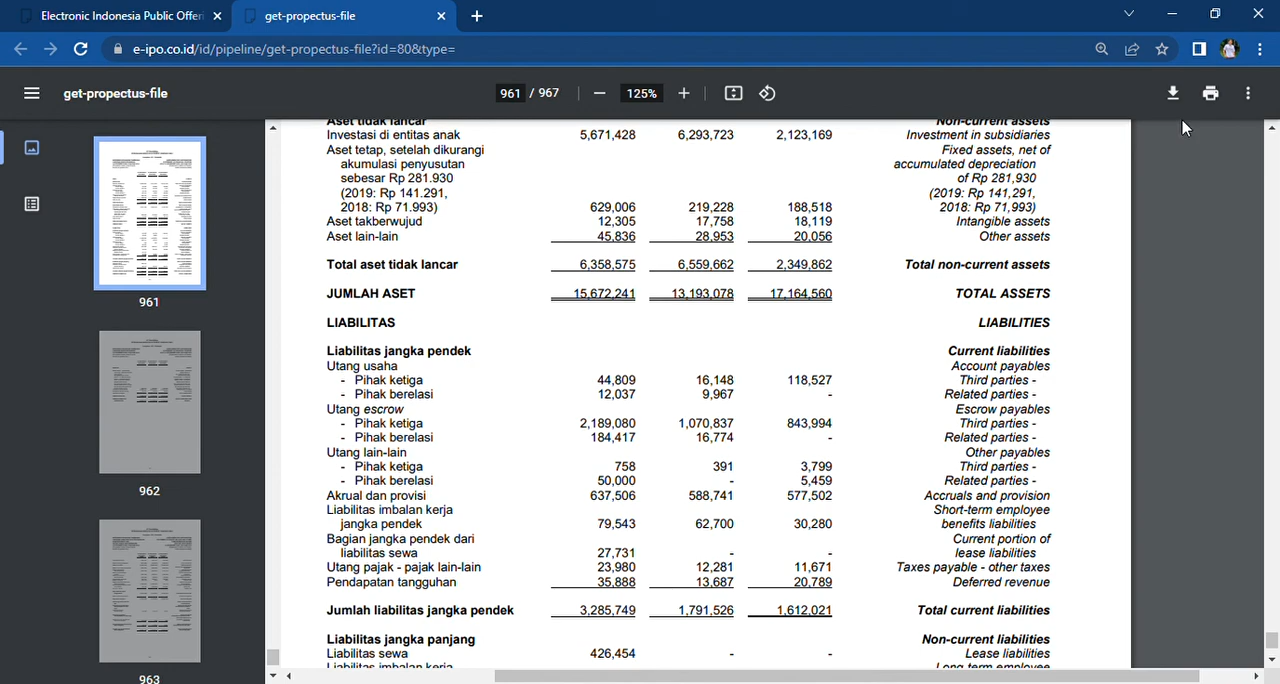 Electronic Indonesia Public Offeri
get-propectus-file
e-ipo.co.id/id/pipeline/get-propectus-file?id=80&type=
get-propectus-file 961 / 967 125%
961
962
963
Aset tidak lancar Non-current assets
Investasi di entitas anak 5,671,428 6,293,723 2,123,169 Investment in subsidiaries
Aset tetap, setelah dikurangi Fixed assets, net of
akumulasi penyusutan accumulated depreciation
sebesar Rp 281.930 of Rp 281,930
(2019: Rp 141.291, (2019: Rp 141,291,
2018: Rp 71.993) 629,006 219,228 188,518 2018: Rp 71,993)
Aset takberwujud 12,305 17,758 18,119 Intangible assets
Aset lain-lain 45,836 28,953 20,056 Other assets
Total aset tidak lancar 6,358,575 6,559,662 2,349,862 Total non-current assets
JUMLAH ASET 15,672,241 13,193,078 17,164,560 TOTAL ASSETS
LIABILITAS LIABILITIES
Liabilitas jangka pendek Current liabilities
Utang usaha Account payables
- Pihak ketiga 44,809 16,148 118,527 Third parties -
- Pihak berelasi 12,037 9,967 - Related parties -
Utang escrow Escrow payables
- Pihak ketiga 2,189,080 1,070,837 843,994 Third parties -
- Pihak berelasi 184,417 16,774 - Related parties -
Utang lain-lain Other payables
- Pihak ketiga 758 391 3,799 Third parties -
- Pihak berelasi 50,000 - 5,459 Related parties -
Akrual dan provisi 637,506 588,741 577,502 Accruals and provision
Liabilitas imbalan kerja Short-term employee
jangka pendek 79,543 62,700 30,280 benefits liabilities
Bagian jangka pendek dari Current portion of
liabilitas sewa 27,731 - - lease liabilities
Utang pajak - pajak lain-lain 23,980 12,281 11,671 Taxes payable - other taxes
Pendapatan tangguhan 35,888 13,687 20,789 Deferred revenue
Jumlah liabilitas jangka pendek 3,285,749 1,791,526 1,612,021 Total current liabilities
Liabilitas jangka panjang Non-current liabilities
Liabilitas sewa 426,454 - - Lease liabilities
Liabilitas imbalan kerja Long-term employee